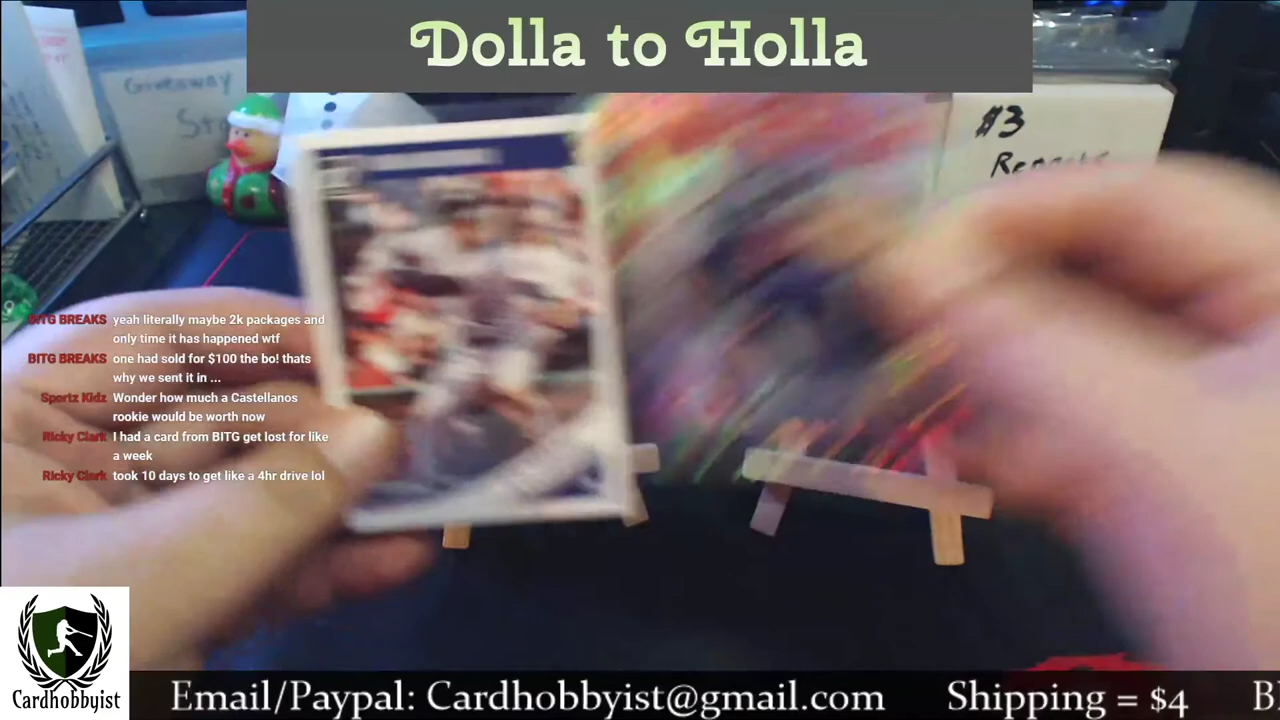 Dolla to Holla
Giveaway
#3
BITG BREAKS yeah literally maybe 2k packages and
only time it has happened wtf
BITG BREAKS one had sold for $100 the bo! thats
why we sent it in ...
Sportz Kidz Wonder how much a Castellanos
rookie would be worth now
Ricky Clark I had a card from BITG get lost for like
a week
Ricky Clark took 10 days to get like a 4hr drive lol
Cardhobbyist
Email/Paypal: Cardhobbyist@gmail.com Shipping = $4